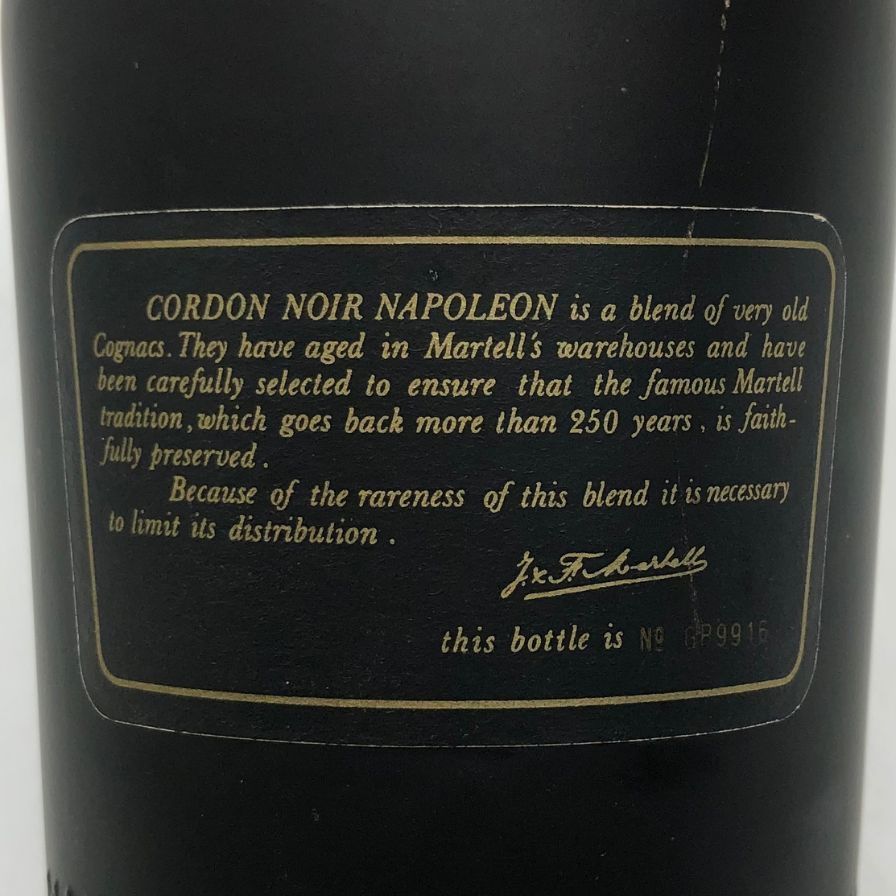 CORDON NOIR NAPOLEON is a blend of very old
Cognacs. They have aged in Martell's warehouses and have
been carefully selected to ensure that the famous Martell
tradition, which goes back more than 250 years, is faith-
fully preserved.
Because of the rareness of this blend it is necessary
to limit its distribution.
J. & F. Martell
this bottle is Nº